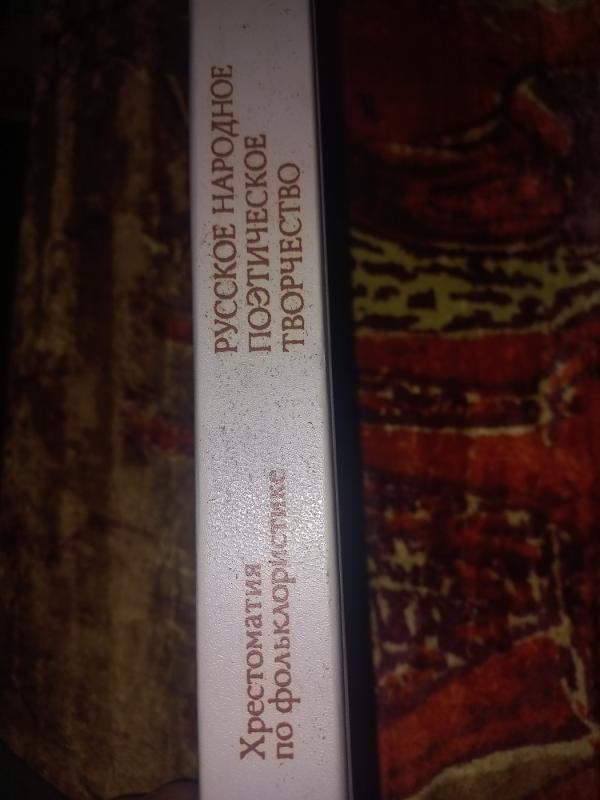 РУССКОЕ НАРОДНОЕ
ПОЭТИЧЕСКОЕ
ТВОРЧЕСТВО
Хрестоматия
по фольклористике